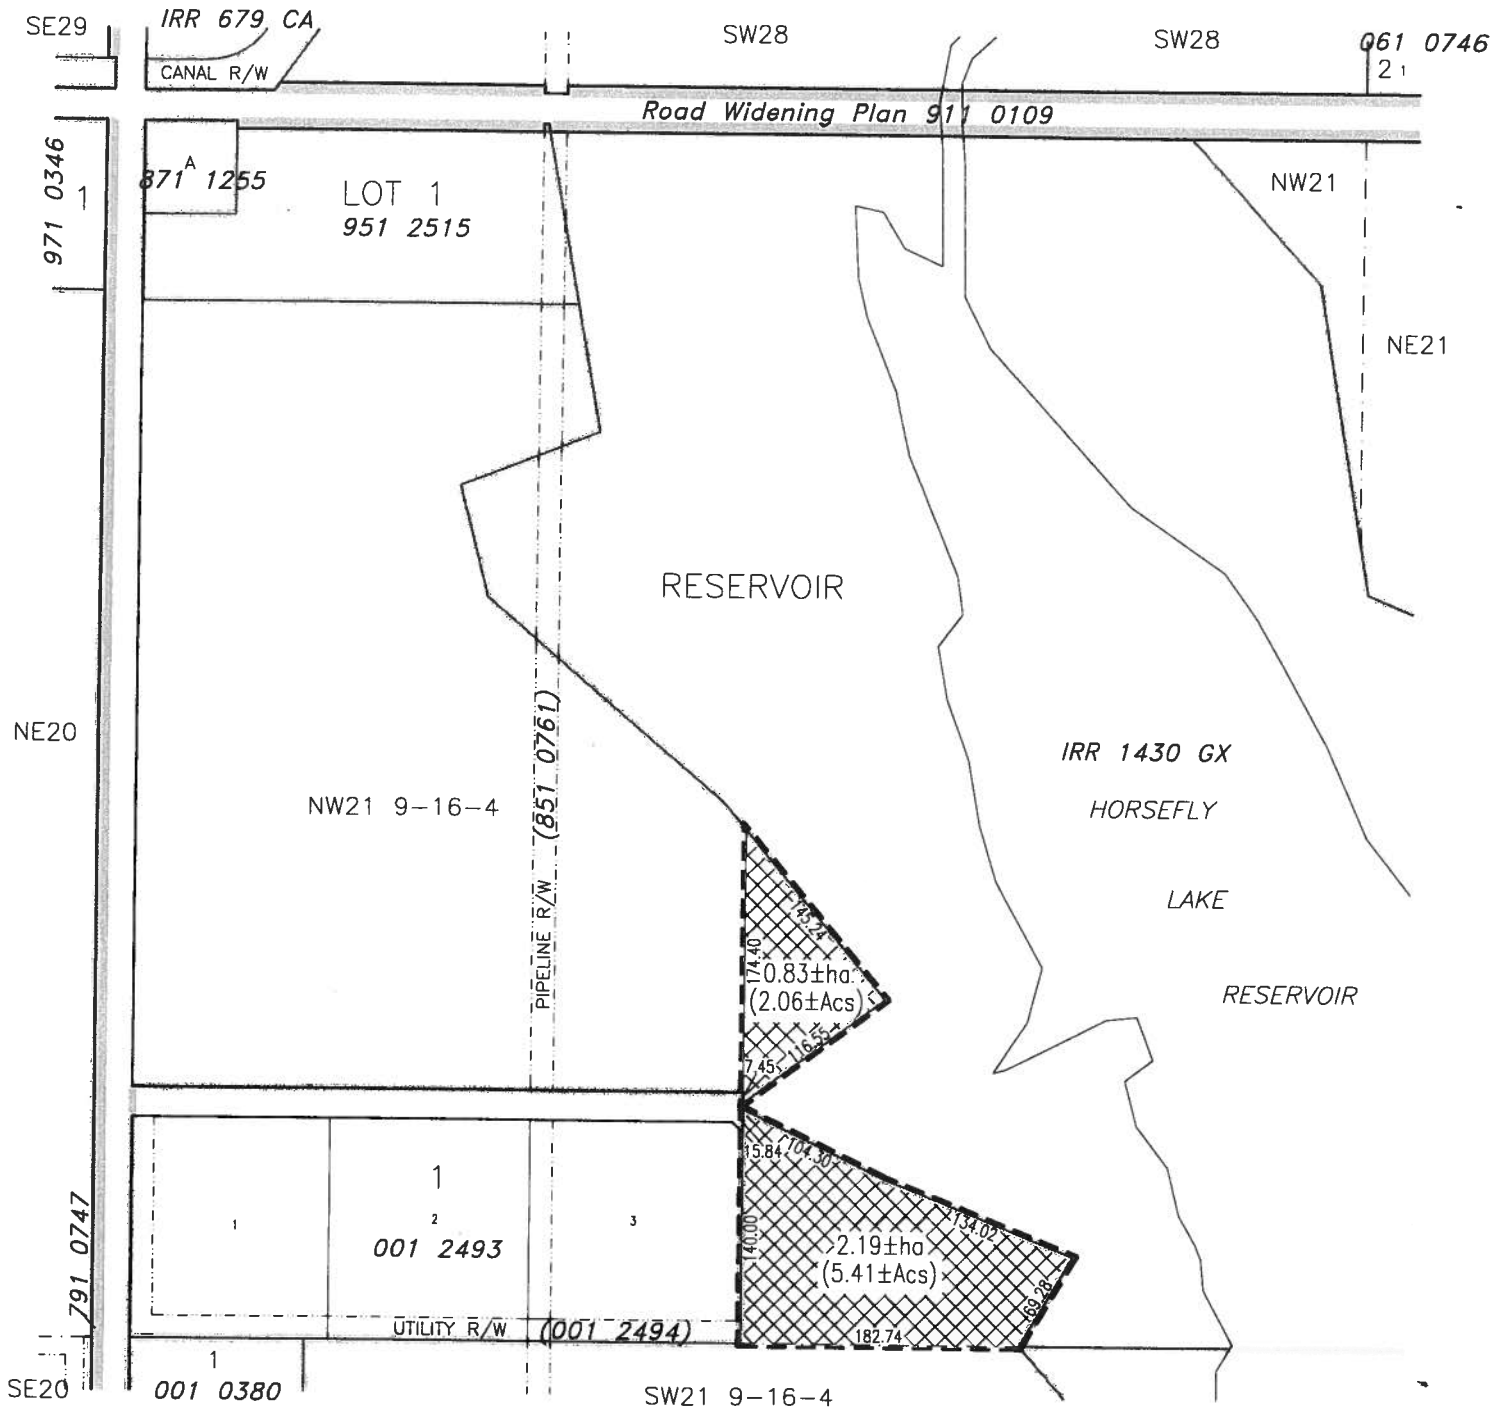 SE29
IRR 679 CA
SW28
SW28
061 0746
CANAL R/W
2 1
Road Widening Plan 911 0109
971 0346
1
A
871 1255
LOT 1
951 2515
NW21
NE21
RESERVOIR
NE20
IRR 1430 GX
NW21 9-16-4
HORSEFLY
LAKE
RESERVOIR
PIPELINE R/W (851 0761)
145.24
174.40
0.83±ha
(2.06±Acs)
116.55
7.45
15.84
104.30
134.02
140.00
2.19±ha
(5.41±Acs)
69.28
182.74
1
1
2
3
001 2493
791 0747
UTILITY R/W (001 2494)
SE20
1
001 0380
SW21 9-16-4